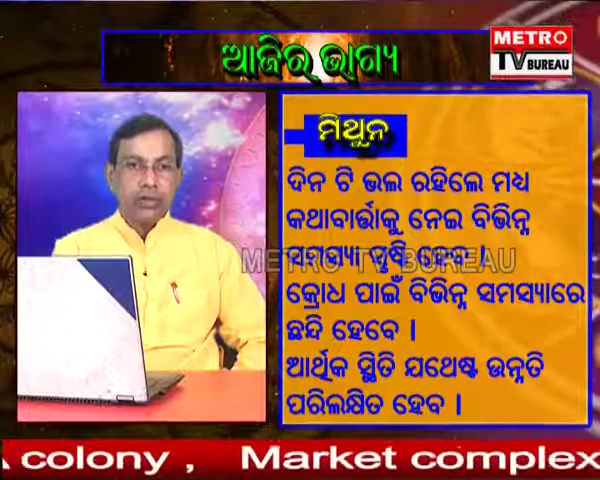 ଆଜିର ଭାଗ୍ୟ
METRO
TV BUREAU
ମିଥୁନ
ଦିନ ଟି ଭଲ ରହିଲେ ମଧ୍ୟ
କଥାବାର୍ତ୍ତାକୁ ନେଇ ବିଭିନ୍ନ
ସମସ୍ୟା ସୃଷ୍ଟି ହେବ ।
METRO TV BUREAU
କ୍ରୋଧ ପାଇଁ ବିଭିନ୍ନ ସମସ୍ୟାରେ
ଛନ୍ଦି ହେବେ ।
ଆର୍ଥିକ ସ୍ଥିତି ଯଥେଷ୍ଟ ଉନ୍ନତି
ପରିଲକ୍ଷିତ ହେବ ।
colony , Market complex